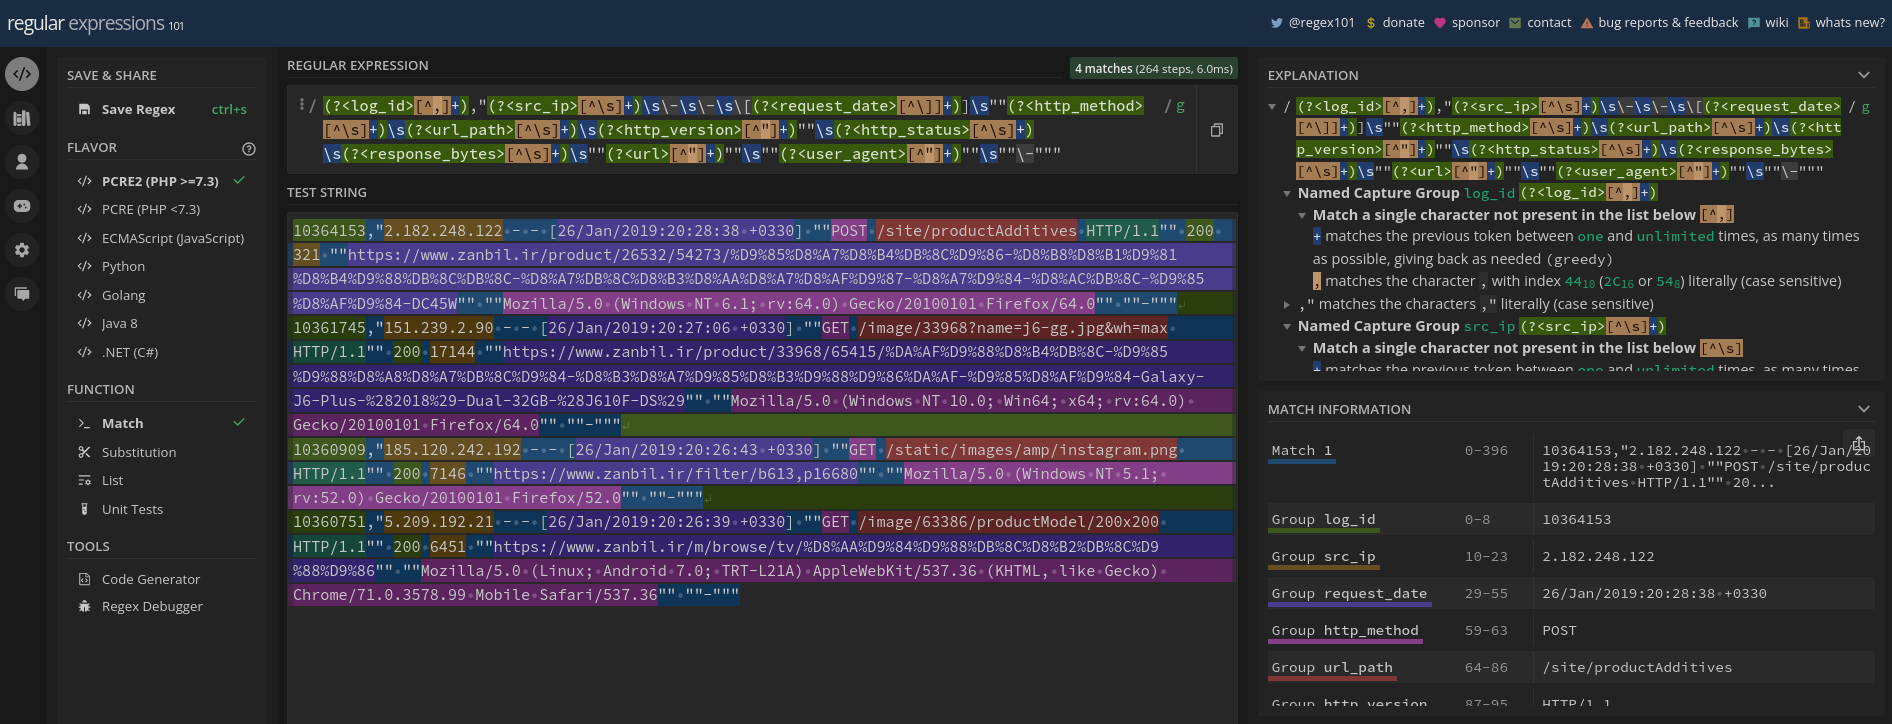 regular expressions 101
@regex101 $ donate sponsor contact bug reports & feedback wiki whats new?
SAVE & SHARE
Save Regex ctrl+s
FLAVOR
PCRE2 (PHP >=7.3)
PCRE (PHP <7.3)
ECMAScript (JavaScript)
Python
Golang
Java 8
.NET (C#)
FUNCTION
Match
Substitution
List
Unit Tests
TOOLS
Code Generator
Regex Debugger
REGULAR EXPRESSION
4 matches (264 steps, 6.0ms)
/ (?<log_id>[^,]+),"(?<src_ip>[^\s]+)\s\-\s\-\s\[(?<request_date>[^\]]+)]\s""(?<http_method> / g
[^\s]+)\s(?<url_path>[^\s]+)\s(?<http_version>[^"]+)""\s(?<http_status>[^\s]+)
\s(?<response_bytes>[^\s]+)\s""(?<url>[^"]+)""\s""(?<user_agent>[^"]+)""\s""\-"""
TEST STRING
10364153,"2.182.248.122 - - [26/Jan/2019:20:28:38 +0330] ""POST /site/productAdditives HTTP/1.1"" 200
321 ""https://www.zanbil.ir/product/26532/54273/%D9%85%D8%A7%D8%B4%DB%8C%D9%86-%D8%B8%D8%B1%D9%81
%D8%B4%D9%88%DB%8C%DB%8C-%D8%A7%DB%8C%D8%B3%D8%AA%D8%A7%D8%AF%D9%87-%D8%A7%D9%84-%D8%AC%DB%8C-%D9%85
%D8%AF%D9%84-DC45W"" ""Mozilla/5.0 (Windows NT 6.1; rv:64.0) Gecko/20100101 Firefox/64.0"" ""-"""
10361745,"151.239.2.90 - - [26/Jan/2019:20:27:06 +0330] ""GET /image/33968?name=j6-gg.jpg&wh=max
HTTP/1.1"" 200 17144 ""https://www.zanbil.ir/product/33968/65415/%DA%AF%D9%88%D8%B4%DB%8C-%D9%85
%D9%88%D8%A8%D8%A7%DB%8C%D9%84-%D8%B3%D8%A7%D9%85%D8%B3%D9%88%D9%86%DA%AF-%D9%85%D8%AF%D9%84-Galaxy-
J6-Plus-%282018%29-Dual-32GB-%28J610F-DS%29"" ""Mozilla/5.0 (Windows NT 10.0; Win64; x64; rv:64.0)
Gecko/20100101 Firefox/64.0"" ""-"""
10360909,"185.120.242.192 - - [26/Jan/2019:20:26:43 +0330] ""GET /static/images/amp/instagram.png
HTTP/1.1"" 200 7146 ""https://www.zanbil.ir/filter/b613,p16680"" ""Mozilla/5.0 (Windows NT 5.1;
rv:52.0) Gecko/20100101 Firefox/52.0"" ""-"""
10360751,"5.209.192.21 - - [26/Jan/2019:20:26:39 +0330] ""GET /image/63386/productModel/200x200
HTTP/1.1"" 200 6451 ""https://www.zanbil.ir/m/browse/tv/%D8%AA%D9%84%D9%88%DB%8C%D8%B2%DB%8C%D9
%88%D9%86"" ""Mozilla/5.0 (Linux; Android 7.0; TRT-L21A) AppleWebKit/537.36 (KHTML, like Gecko)
Chrome/71.0.3578.99 Mobile Safari/537.36"" ""-"""
EXPLANATION
/ (?<log_id>[^,]+),"(?<src_ip>[^\s]+)\s\-\s\-\s\[(?<request_date> / g
[^\]]+)]\s""(?<http_method>[^\s]+)\s(?<url_path>[^\s]+)\s(?<htt
p_version>[^"]+)""\s(?<http_status>[^\s]+)\s(?<response_bytes>
[^\s]+)\s""(?<url>[^"]+)""\s""(?<user_agent>[^"]+)""\s""\-"""
Named Capture Group log_id (?<log_id>[^,]+)
Match a single character not present in the list below [^,]
+ matches the previous token between one and unlimited times, as many times
as possible, giving back as needed (greedy)
, matches the character , with index 44₁₀ (2C₁₆ or 54₈) literally (case sensitive)
," matches the characters ," literally (case sensitive)
Named Capture Group src_ip (?<src_ip>[^\s]+)
Match a single character not present in the list below [^\s]
+ matches the previous token between one and unlimited times, as many times
MATCH INFORMATION
Match 1 0-396 10364153,"2.182.248.122 - - [26/Jan/20
19:20:28:38 +0330] ""POST /site/produc
tAdditives HTTP/1.1"" 20...
Group log_id 0-8 10364153
Group src_ip 10-23 2.182.248.122
Group request_date 29-55 26/Jan/2019:20:28:38 +0330
Group http_method 59-63 POST
Group url_path 64-86 /site/productAdditives
Group http_version 87-95 HTTP/1.1